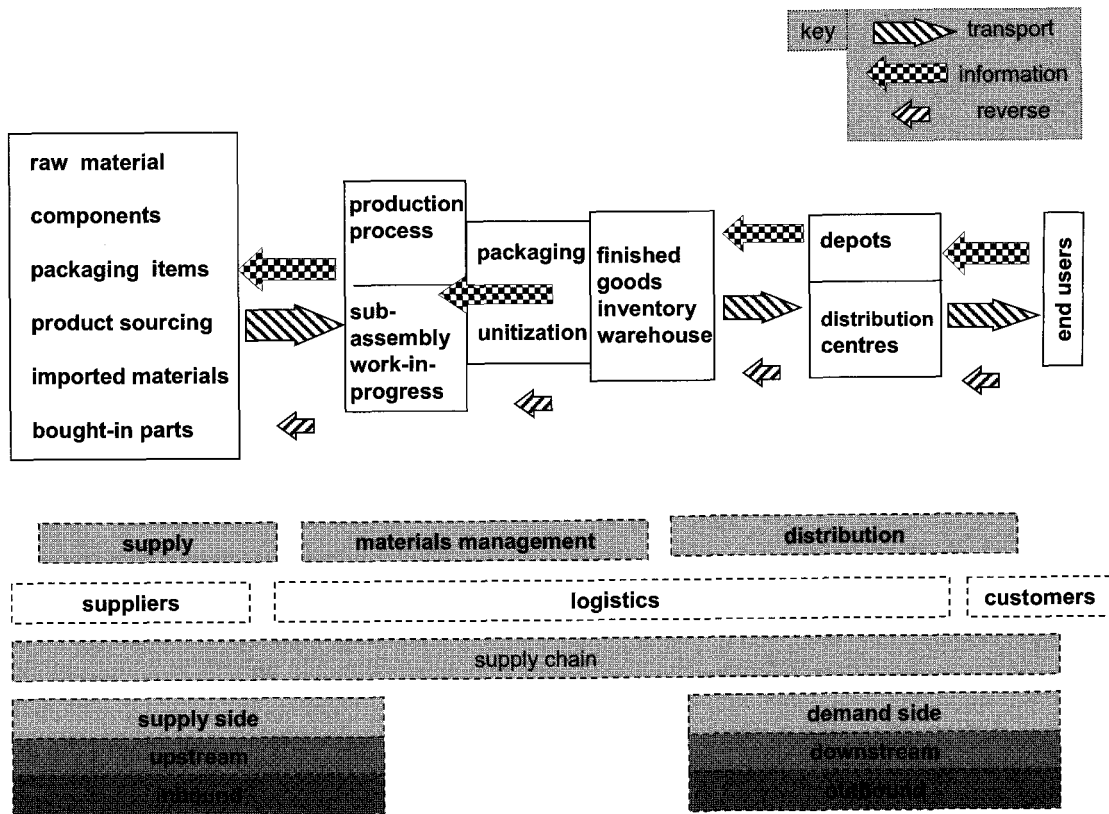 key
transport
information
reverse
raw material
components
packaging items
product sourcing
imported materials
bought-in parts
production
process
sub-
assembly
work-in-
progress
packaging
unitization
finished
goods
inventory
warehouse
depots
distribution
centres
end users
supply
materials management
distribution
suppliers
logistics
customers
supply chain
supply side
demand side
upstream
downstream
inbound
outbound